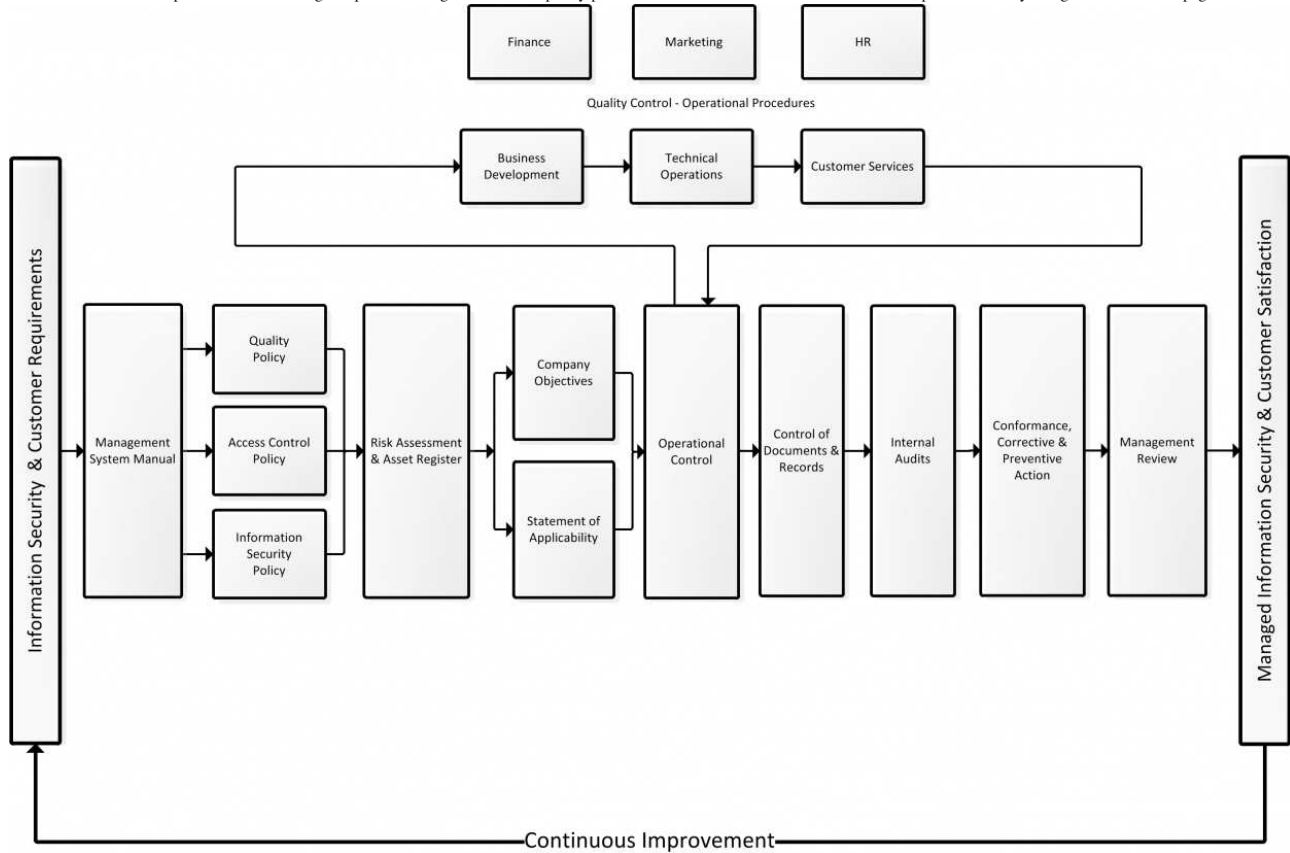 Finance
Marketing
HR
Quality Control - Operational Procedures
Business
Development
Technical
Operations
Customer Services
Information Security & Customer Requirements
Management
System Manual
Quality
Policy
Access Control
Policy
Information
Security
Policy
Risk Assessment
& Asset Register
Company
Objectives
Statement of
Applicability
Operational
Control
Control of
Documents &
Records
Internal
Audits
Conformance,
Corrective &
Preventive
Action
Management
Review
Managed Information Security & Customer Satisfaction
Continuous Improvement